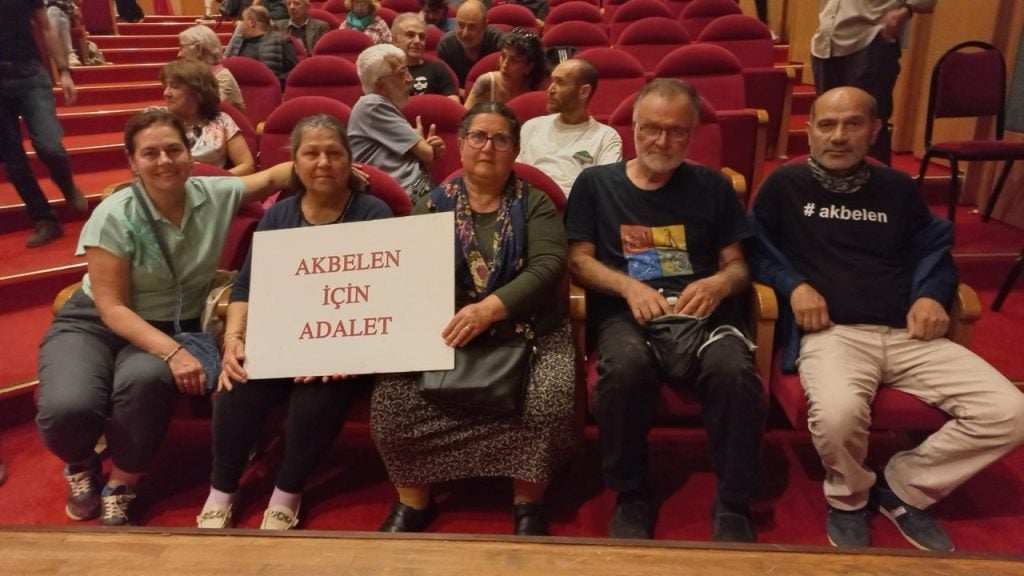 AKBELEN
İÇİN
ADALET
# akbelen